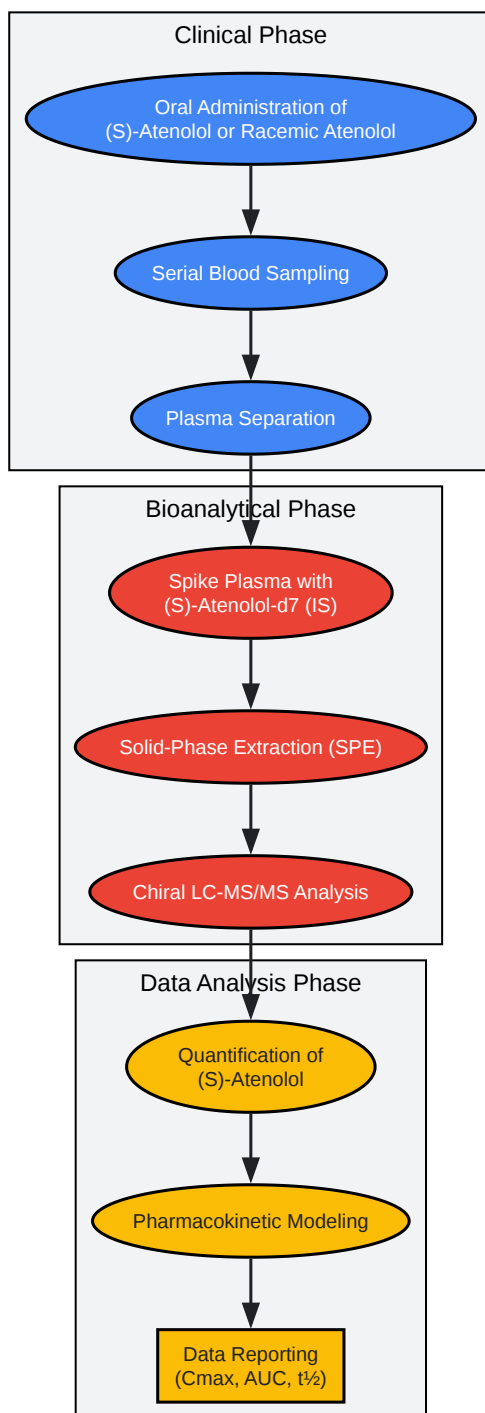 Clinical Phase
Oral Administration of
(S)-Atenolol or Racemic Atenolol
Serial Blood Sampling
Plasma Separation
Bioanalytical Phase
Spike Plasma with
(S)-Atenolol-d7 (IS)
Solid-Phase Extraction (SPE)
Chiral LC-MS/MS Analysis
Data Analysis Phase
Quantification of
(S)-Atenolol
Pharmacokinetic Modeling
Data Reporting
(Cmax, AUC, t½)